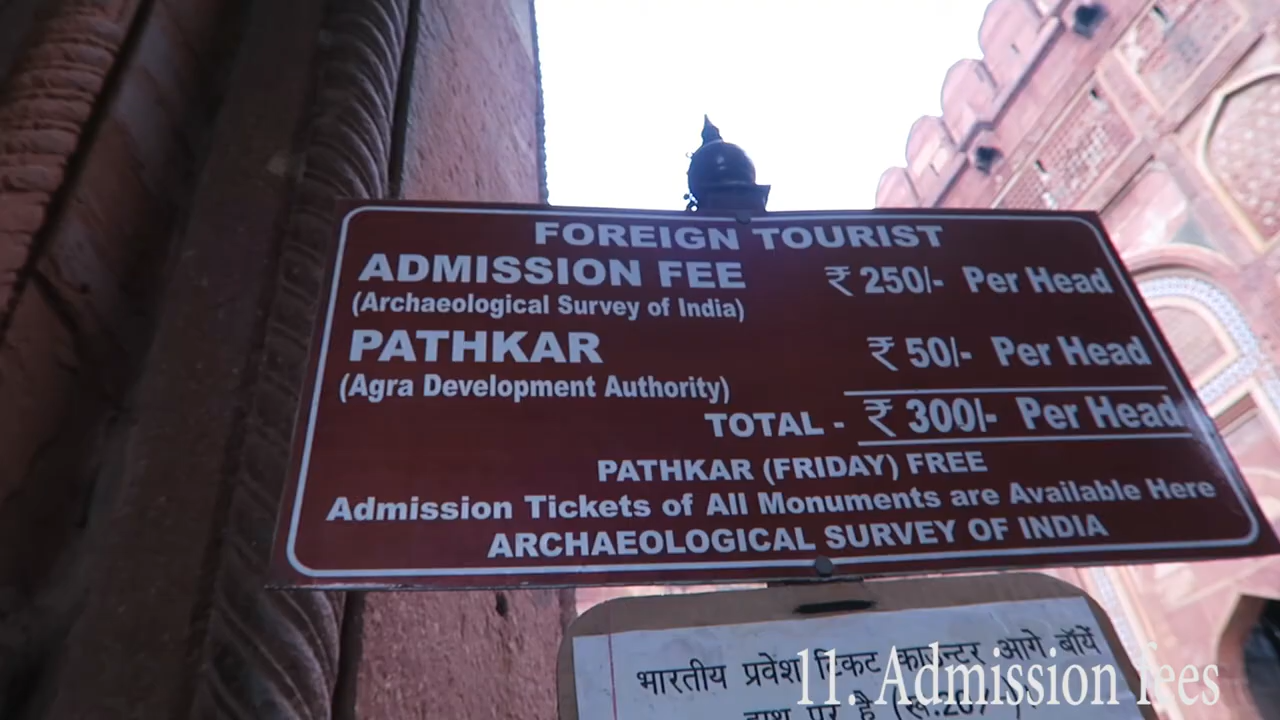 FOREIGN TOURIST
ADMISSION FEE ₹ 250/- Per Head
(Archaeological Survey of India)
PATHKAR ₹ 50/- Per Head
(Agra Development Authority)
TOTAL - ₹ 300/- Per Head
PATHKAR (FRIDAY) FREE
Admission Tickets of All Monuments are Available Here
ARCHAEOLOGICAL SURVEY OF INDIA
भारतीय प्रवेश टिकट काउन्टर आगे बॉयें
हाथ पर है
11. Admission fees